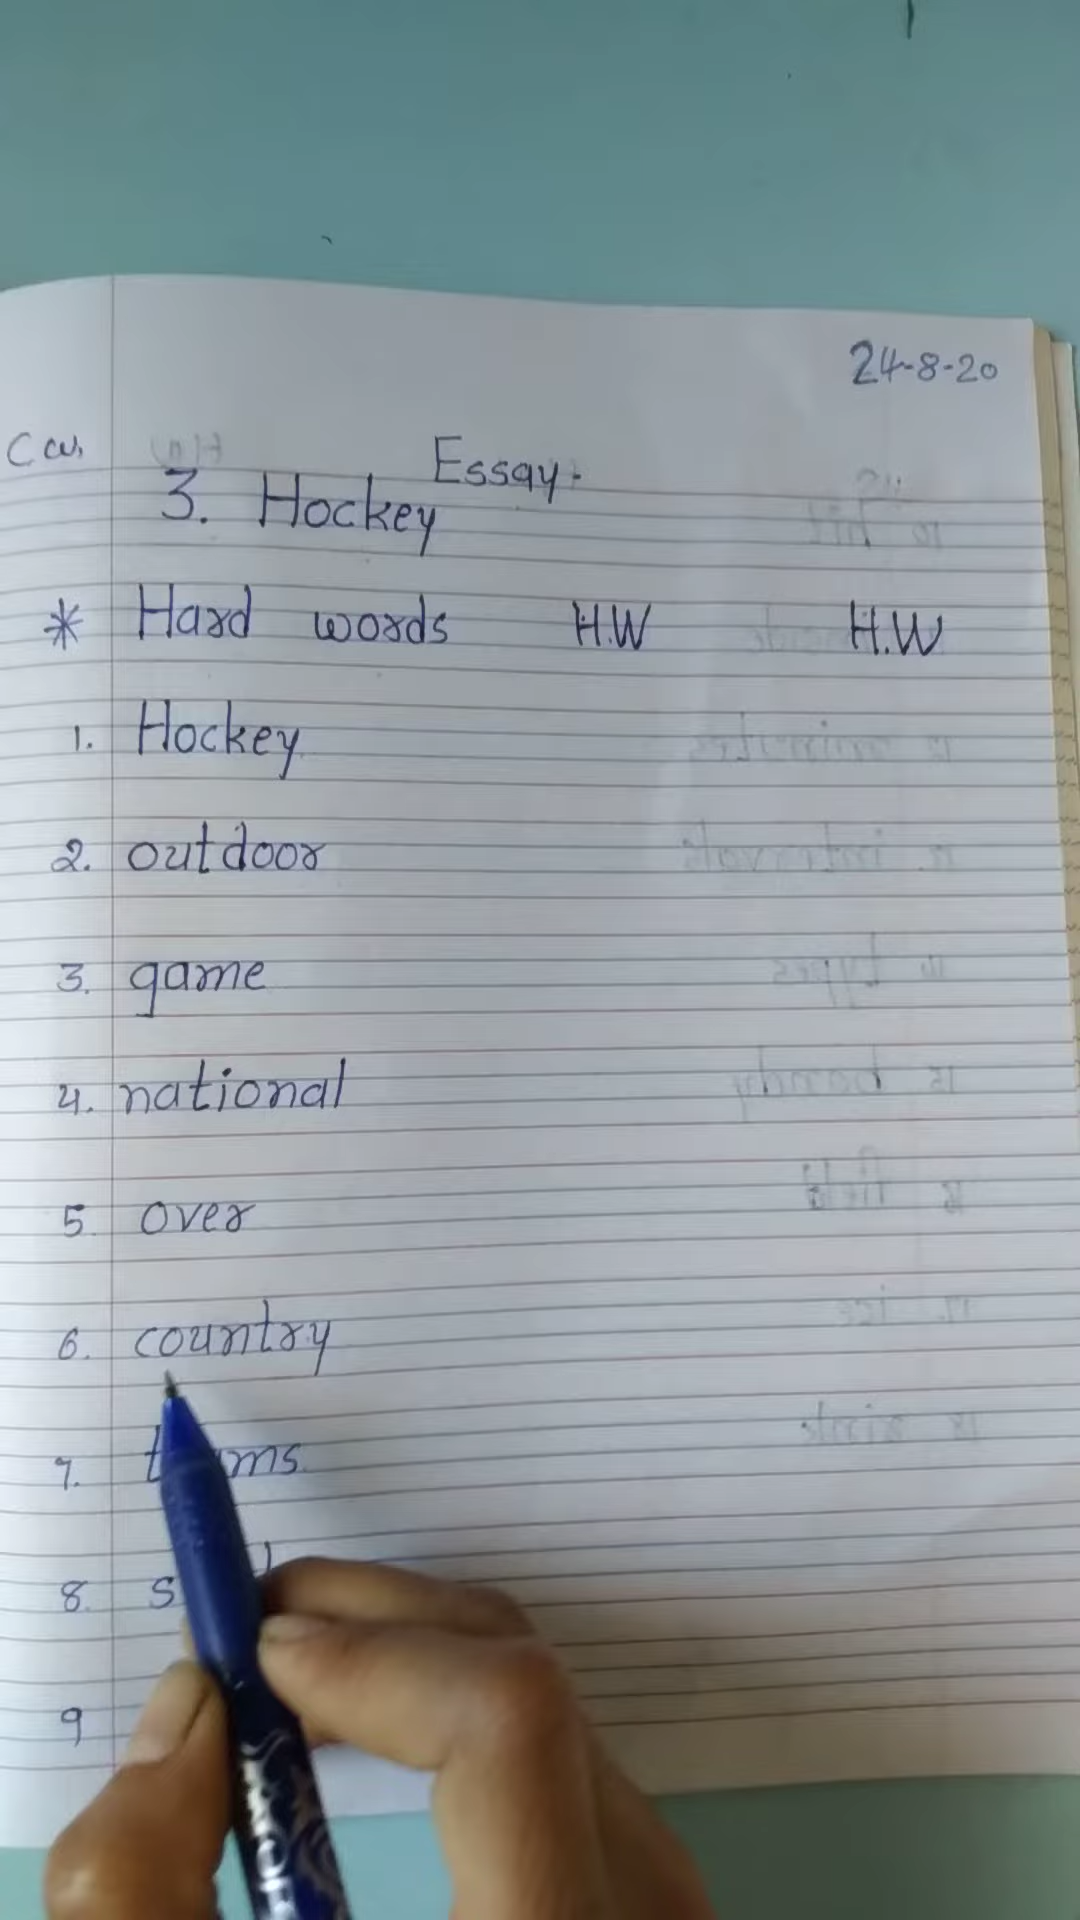 24-8-20
C.W.
Essay.
3. Hockey
* Hard words H.W H.W
1. Hockey
2. outdoor
3. game
4. national
5. over
6. country
7.
8.
9